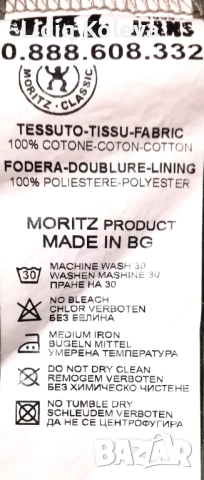 JEANS
0.888.608.332
MORITZ · CLASSIC
TESSUTO-TISSU-FABRIC
100% COTONE-COTON-COTTON
FODERA-DOUBLURE-LINING
100% POLIESTERE-POLYESTER
MORITZ PRODUCT
MADE IN BG
30
MACHINE WASH 30
WASHEN MASHINE 30
ПРАНЕ НА 30
NO BLEACH
CHLOR VERBOTEN
БЕЗ БЕЛИНА
MEDIUM IRON
BUGELN MITTEL
УМЕРЕНА ТЕМПЕРАТУРА
DO NOT DRY CLEAN
REMOGEM VERBOTEN
БЕЗ ХИМИЧЕСКО ЧИСТЕНЕ
NO TUMBLE DRY
SCHLEUDEM VERBOTEN
ДА НЕ СЕ ЦЕНТРОФУГИРА
BAZAR